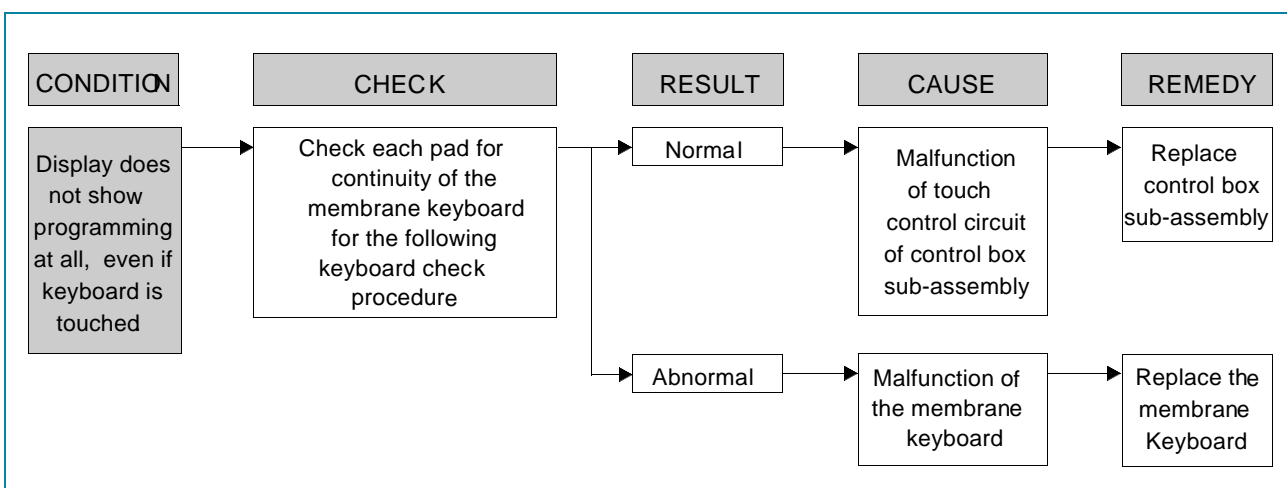 CONDITION
CHECK
RESULT
CAUSE
REMEDY
Display does
not show
programming
at all, even if
keyboard is
touched
Check each pad for
continuity of the
membrane keyboard
for the following
keyboard check
procedure
Normal
Malfunction
of touch
control circuit
of control box
sub-assembly
Replace
control box
sub-assembly
Abnormal
Malfunction of
the membrane
keyboard
Replace the
membrane
Keyboard